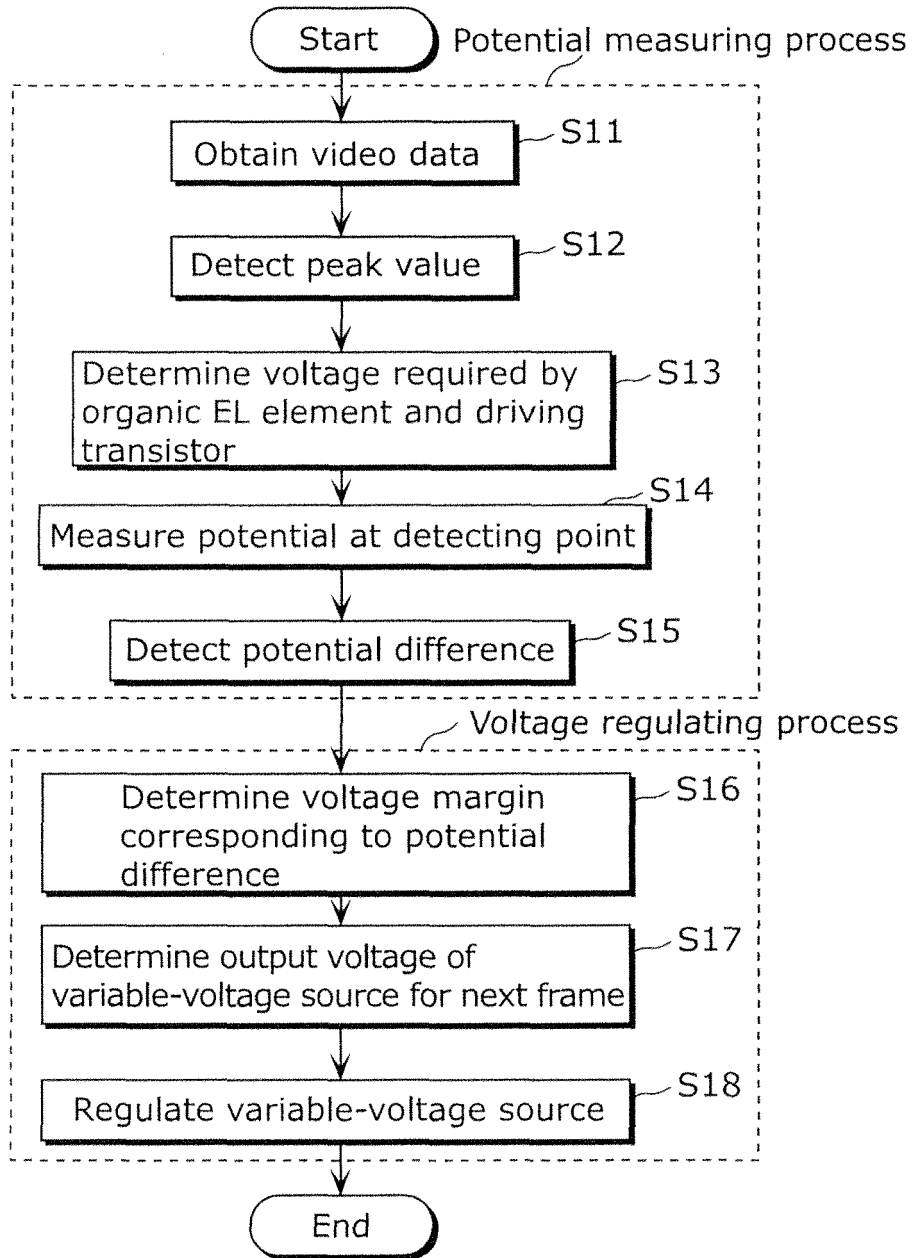 Start
Potential measuring process
Obtain video data
S11
Detect peak value
S12
Determine voltage required by
organic EL element and driving
transistor
S13
S14
Measure potential at detecting point
Detect potential difference
S15
Voltage regulating process
Determine voltage margin
corresponding to potential
difference
S16
Determine output voltage of
variable-voltage source for next frame
S17
Regulate variable-voltage source
S18
End